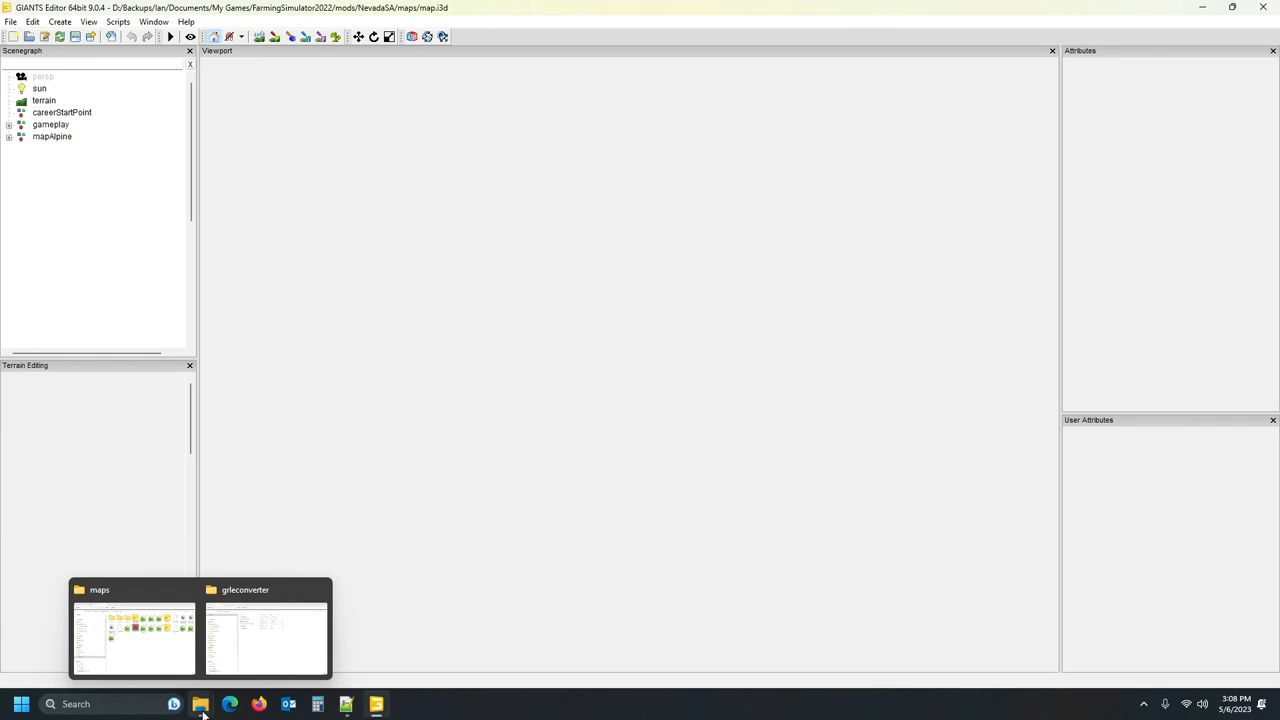 GIANTS Editor 64bit 9.0.4 - D:/Backups/Ian/Documents/My Games/FarmingSimulator2022/mods/NevadaSA/maps/map.i3d
File Edit Create View Scripts Window Help
Scenegraph
Viewport
Attributes
X
persp
sun
terrain
careerStartPoint
gameplay
mapAlpine
Terrain Editing
User Attributes
maps
grleconverter
Search
3:08 PM
5/6/2023